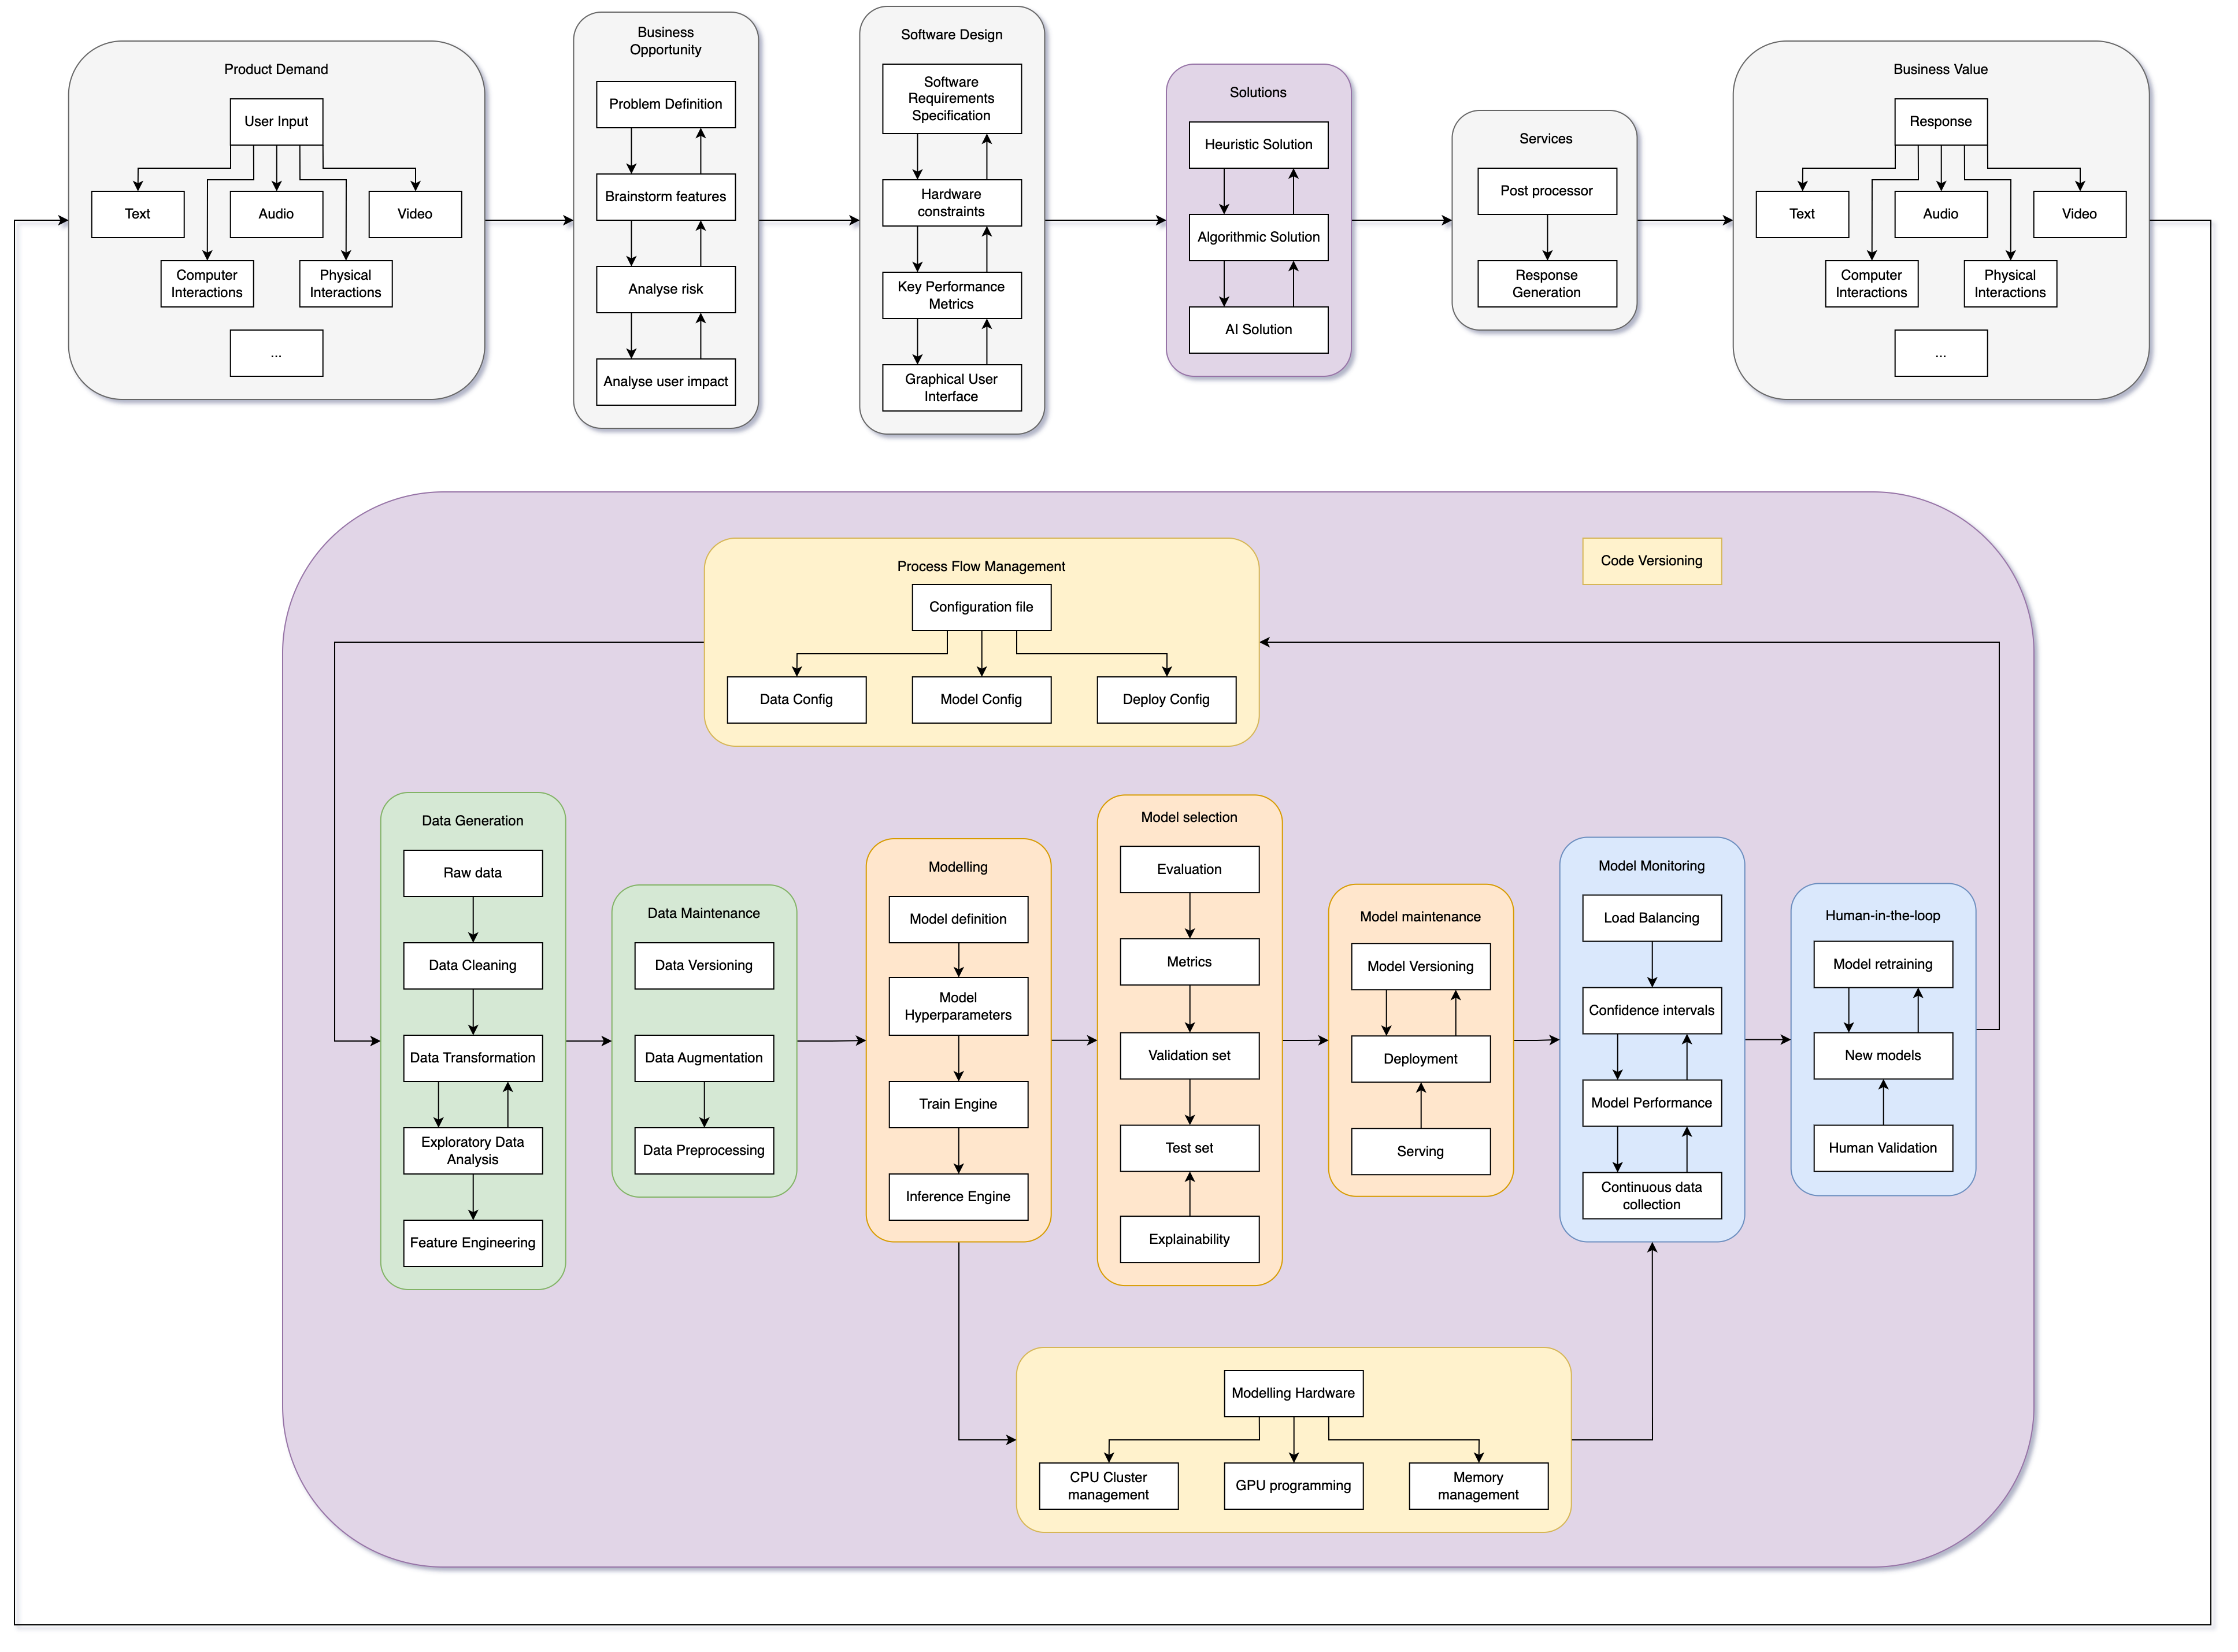 Product Demand
User Input
Text
Audio
Video
Computer
Interactions
Physical
Interactions
...
Business
Opportunity
Problem Definition
Brainstorm features
Analyse risk
Analyse user impact
Software Design
Software
Requirements
Specification
Hardware
constraints
Key Performance
Metrics
Graphical User
Interface
Solutions
Heuristic Solution
Algorithmic Solution
AI Solution
Services
Post processor
Response
Generation
Business Value
Response
Text
Audio
Video
Computer
Interactions
Physical
Interactions
...
Process Flow Management
Configuration file
Data Config
Model Config
Deploy Config
Code Versioning
Data Generation
Raw data
Data Cleaning
Data Transformation
Exploratory Data
Analysis
Feature Engineering
Data Maintenance
Data Versioning
Data Augmentation
Data Preprocessing
Modelling
Model definition
Model
Hyperparameters
Train Engine
Inference Engine
Model selection
Evaluation
Metrics
Validation set
Test set
Explainability
Model maintenance
Model Versioning
Deployment
Serving
Model Monitoring
Load Balancing
Confidence intervals
Model Performance
Continuous data
collection
Human-in-the-loop
Model retraining
New models
Human Validation
Modelling Hardware
CPU Cluster
management
GPU programming
Memory
management